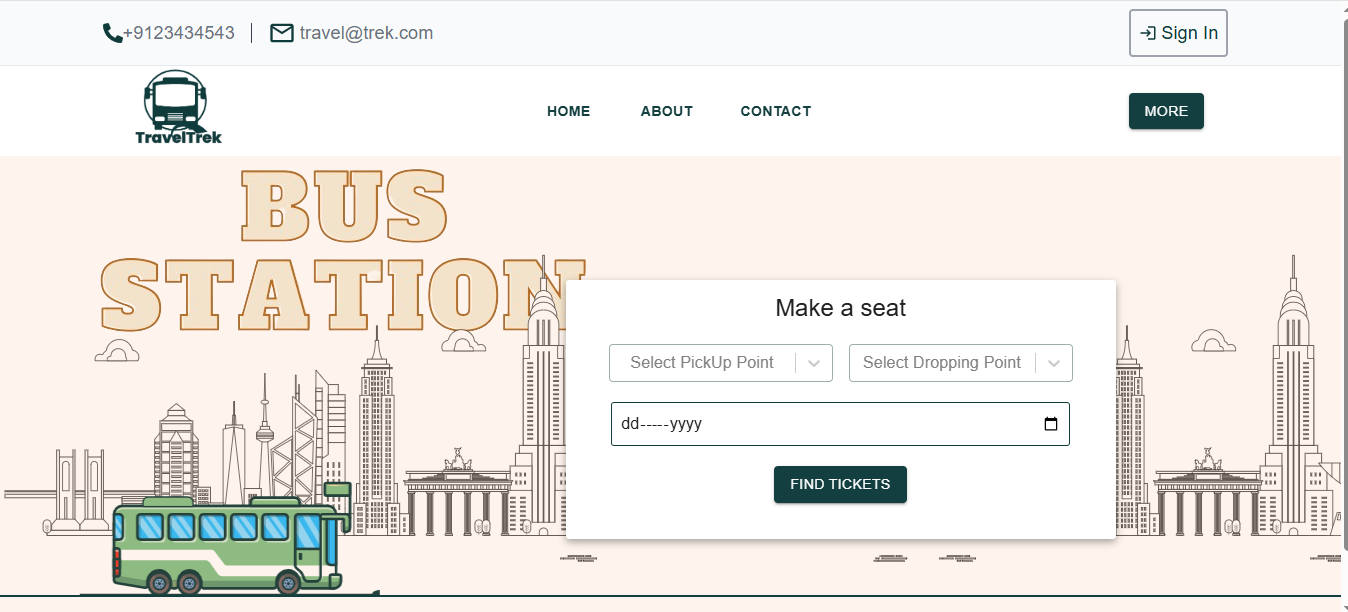 +9123434543 | travel@trek.com
Sign In
TravelTrek
HOME ABOUT CONTACT
MORE
BUS
STATION
Make a seat
Select PickUp Point
Select Dropping Point
dd-----yyyy
FIND TICKETS